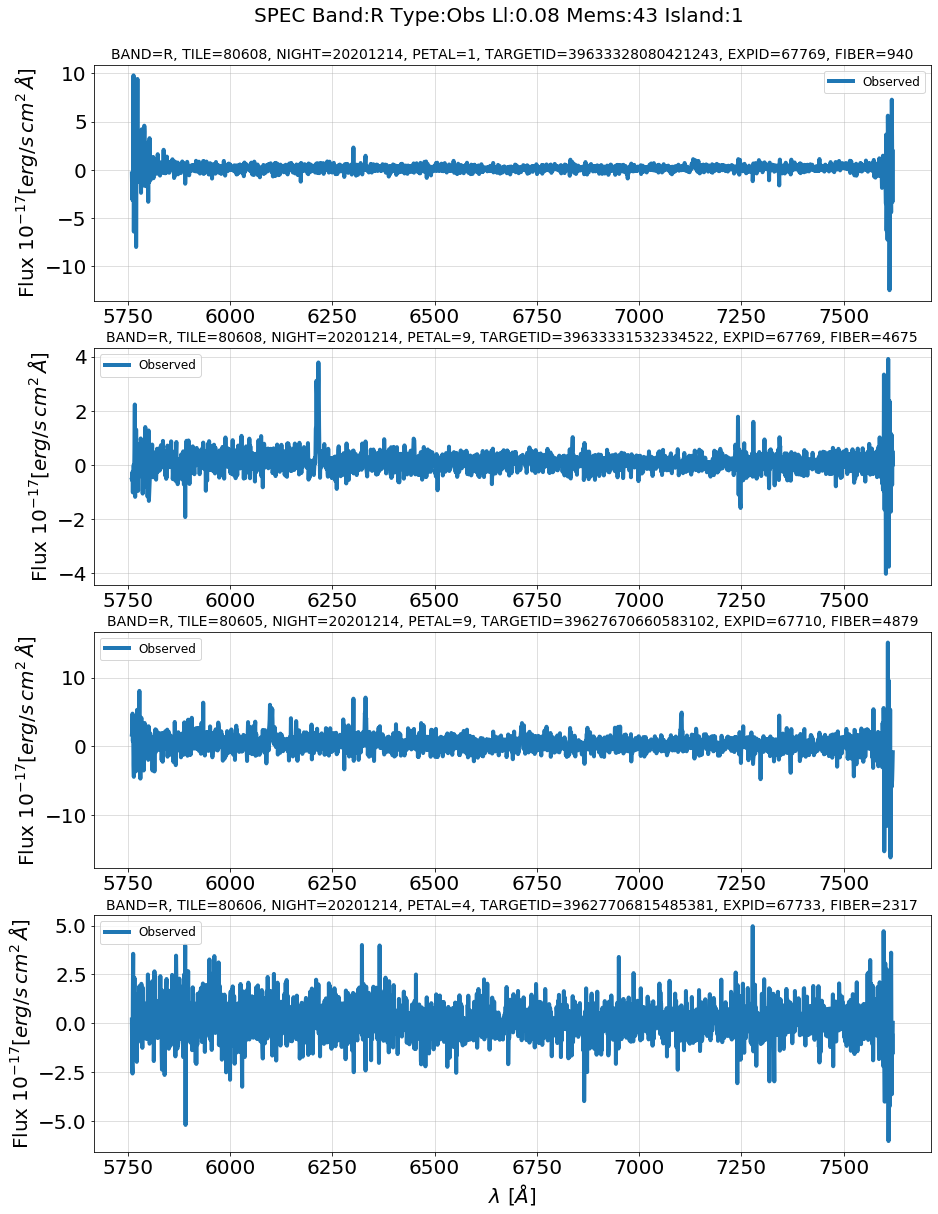 SPEC Band:R Type:Obs Ll:0.08 Mems:43 Island:1
BAND=R, TILE=80608, NIGHT=20201214, PETAL=1, TARGETID=39633328080421243, EXPID=67769, FIBER=940
Observed
10
5
0
−5
−10
Flux 10⁻¹⁷[erg/s cm² Å]
5750 6000 6250 6500 6750 7000 7250 7500
BAND=R, TILE=80608, NIGHT=20201214, PETAL=9, TARGETID=39633331532334522, EXPID=67769, FIBER=4675
Observed
4
2
0
−2
−4
Flux 10⁻¹⁷[erg/s cm² Å]
5750 6000 6250 6500 6750 7000 7250 7500
BAND=R, TILE=80605, NIGHT=20201214, PETAL=9, TARGETID=39627670660583102, EXPID=67710, FIBER=4879
Observed
10
0
−10
Flux 10⁻¹⁷[erg/s cm² Å]
5750 6000 6250 6500 6750 7000 7250 7500
BAND=R, TILE=80606, NIGHT=20201214, PETAL=4, TARGETID=39627706815485381, EXPID=67733, FIBER=2317
Observed
5.0
2.5
0.0
−2.5
−5.0
Flux 10⁻¹⁷[erg/s cm² Å]
5750 6000 6250 6500 6750 7000 7250 7500
λ [Å]